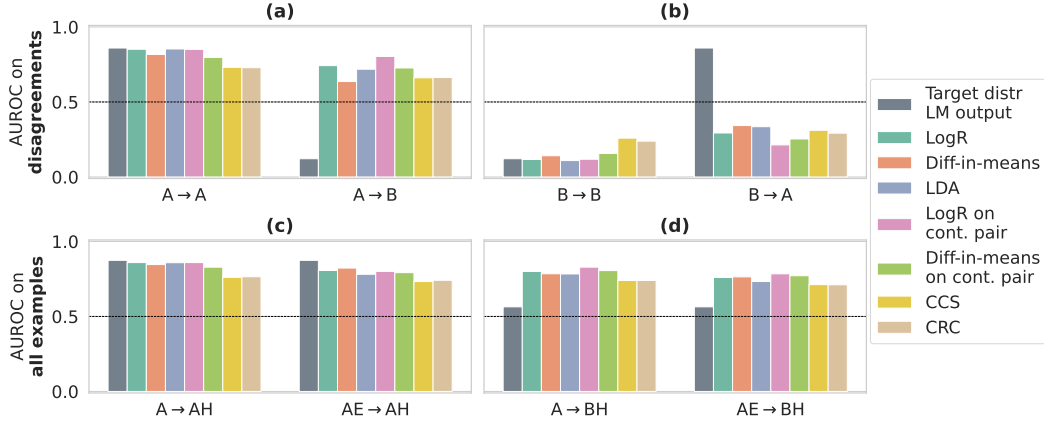 (a)
(b)
AUROC on
disagreements
1.0
0.5
0.0
A→A
A→B
B→B
B→A
(c)
(d)
AUROC on
all examples
1.0
0.5
0.0
A→AH
AE→AH
A→BH
AE→BH
Target distr
LM output
LogR
Diff-in-means
LDA
LogR on
cont. pair
Diff-in-means
on cont. pair
CCS
CRC